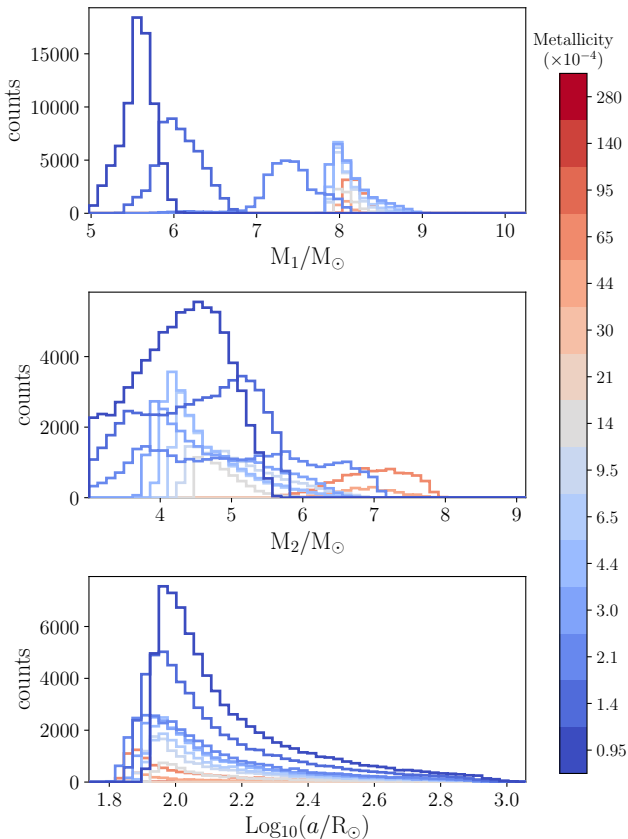 15000
10000
5000
0
counts
5 6 7 8 9 10
M₁/M⊙
4000
2000
0
counts
4 5 6 7 8 9
M₂/M⊙
6000
4000
2000
0
counts
1.8 2.0 2.2 2.4 2.6 2.8 3.0
Log₁₀(a/R⊙)
Metallicity
(×10⁻⁴)
280
140
95
65
44
30
21
14
9.5
6.5
4.4
3.0
2.1
1.4
0.95